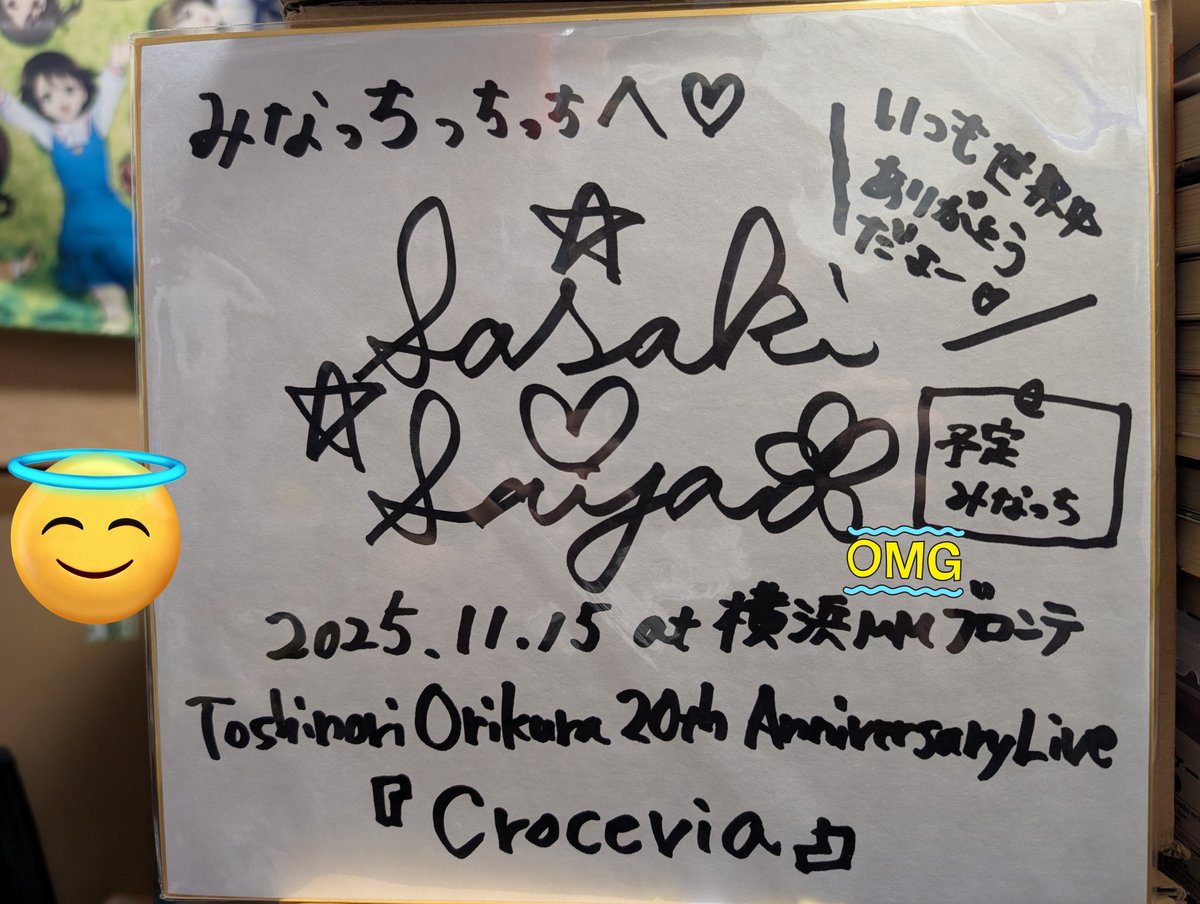 みなっちっちっちへ♡
いつも世界中
ありがとう
だよー♡
Sasaki
Sayaka
予定
みなっち
OMG
2025.11.15 at 横浜MMブロンテ
Toshinori Orikura 20th Anniversary Live
『Crocevia』